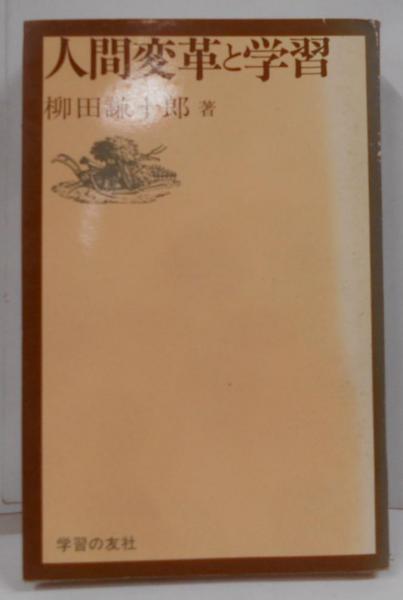 人間変革と学習
柳田謙十郎 著
学習の友社